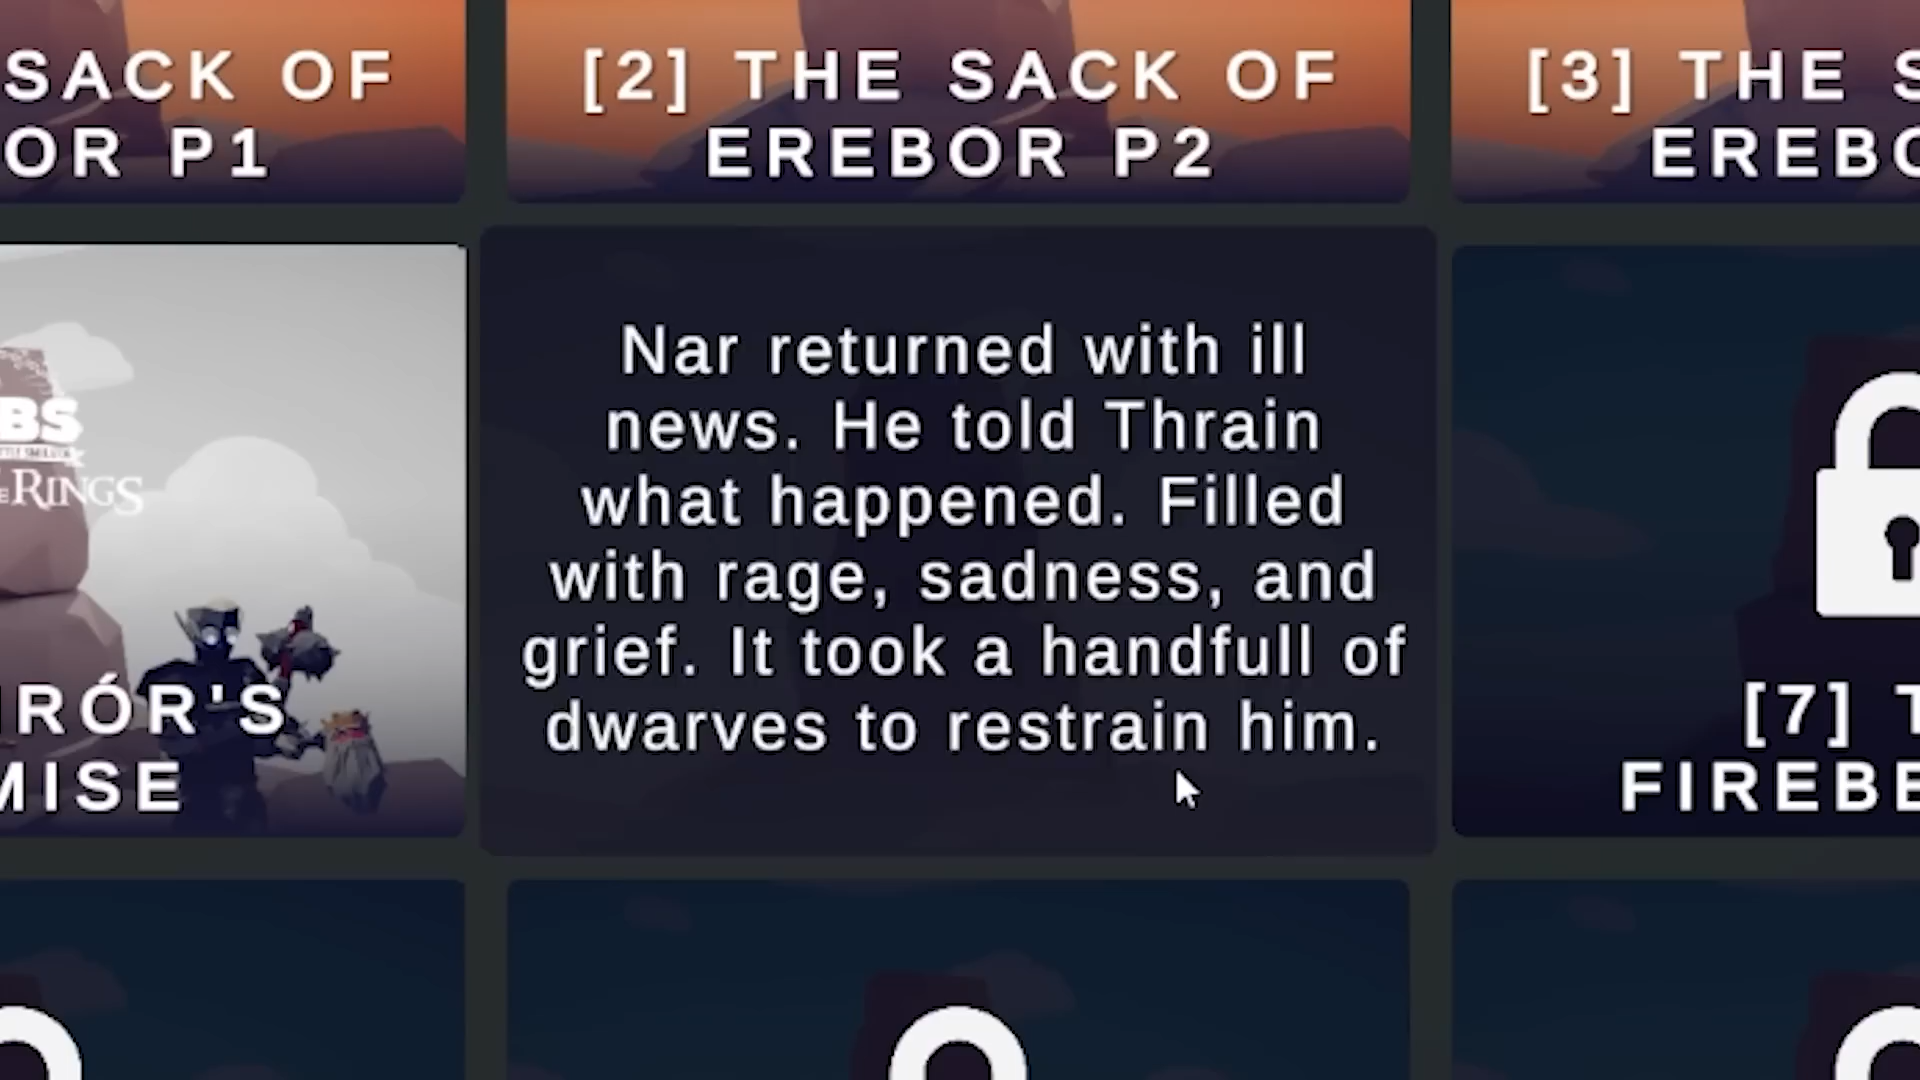 SACK OF
OR P1
[2] THE SACK OF
EREBOR P2
[3] THE S
EREBO
BS
RINGS
RÓR'S
MISE
Nar returned with ill
news. He told Thrain
what happened. Filled
with rage, sadness, and
grief. It took a handfull of
dwarves to restrain him.
[7] T
FIREBE